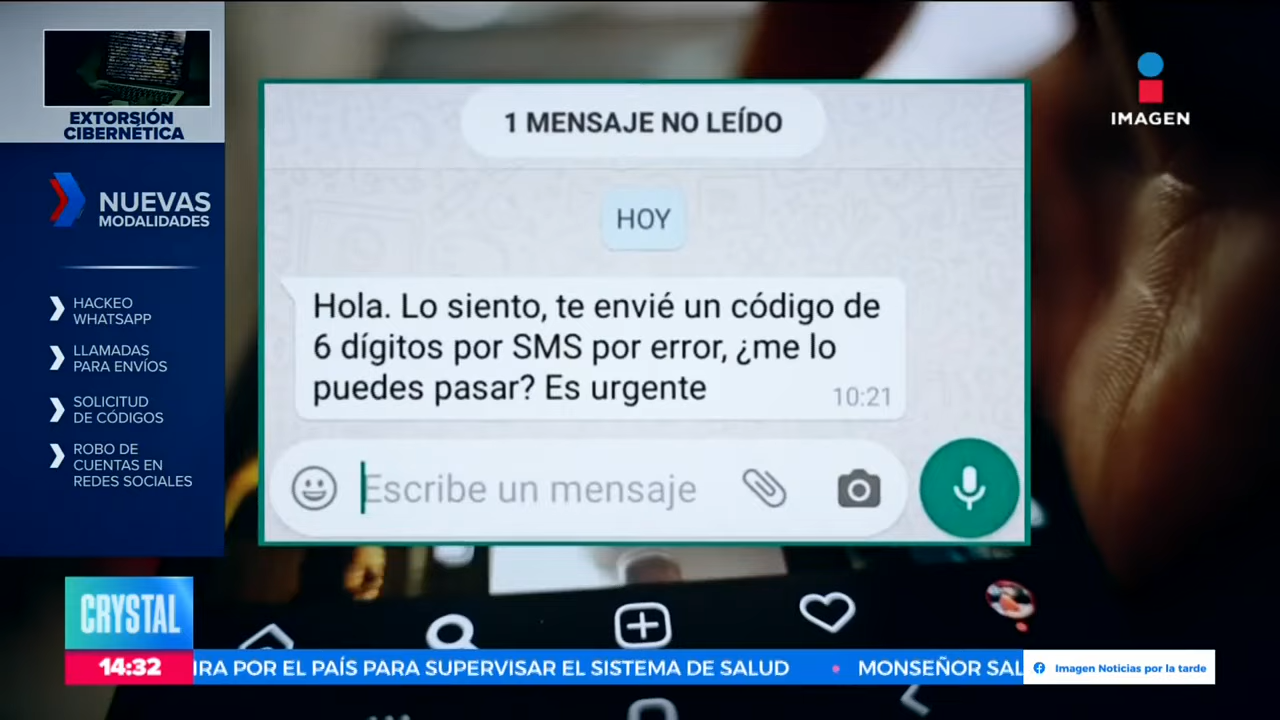 EXTORSIÓN
CIBERNÉTICA
NUEVAS
MODALIDADES
HACKEO
WHATSAPP
LLAMADAS
PARA ENVÍOS
SOLICITUD
DE CÓDIGOS
ROBO DE
CUENTAS EN
REDES SOCIALES
1 MENSAJE NO LEÍDO
HOY
Hola. Lo siento, te envié un código de
6 dígitos por SMS por error, ¿me lo
puedes pasar? Es urgente
10:21
Escribe un mensaje
IMAGEN
CRYSTAL
14:32
IRA POR EL PAÍS PARA SUPERVISAR EL SISTEMA DE SALUD • MONSEÑOR SAL
Imagen Noticias por la tarde